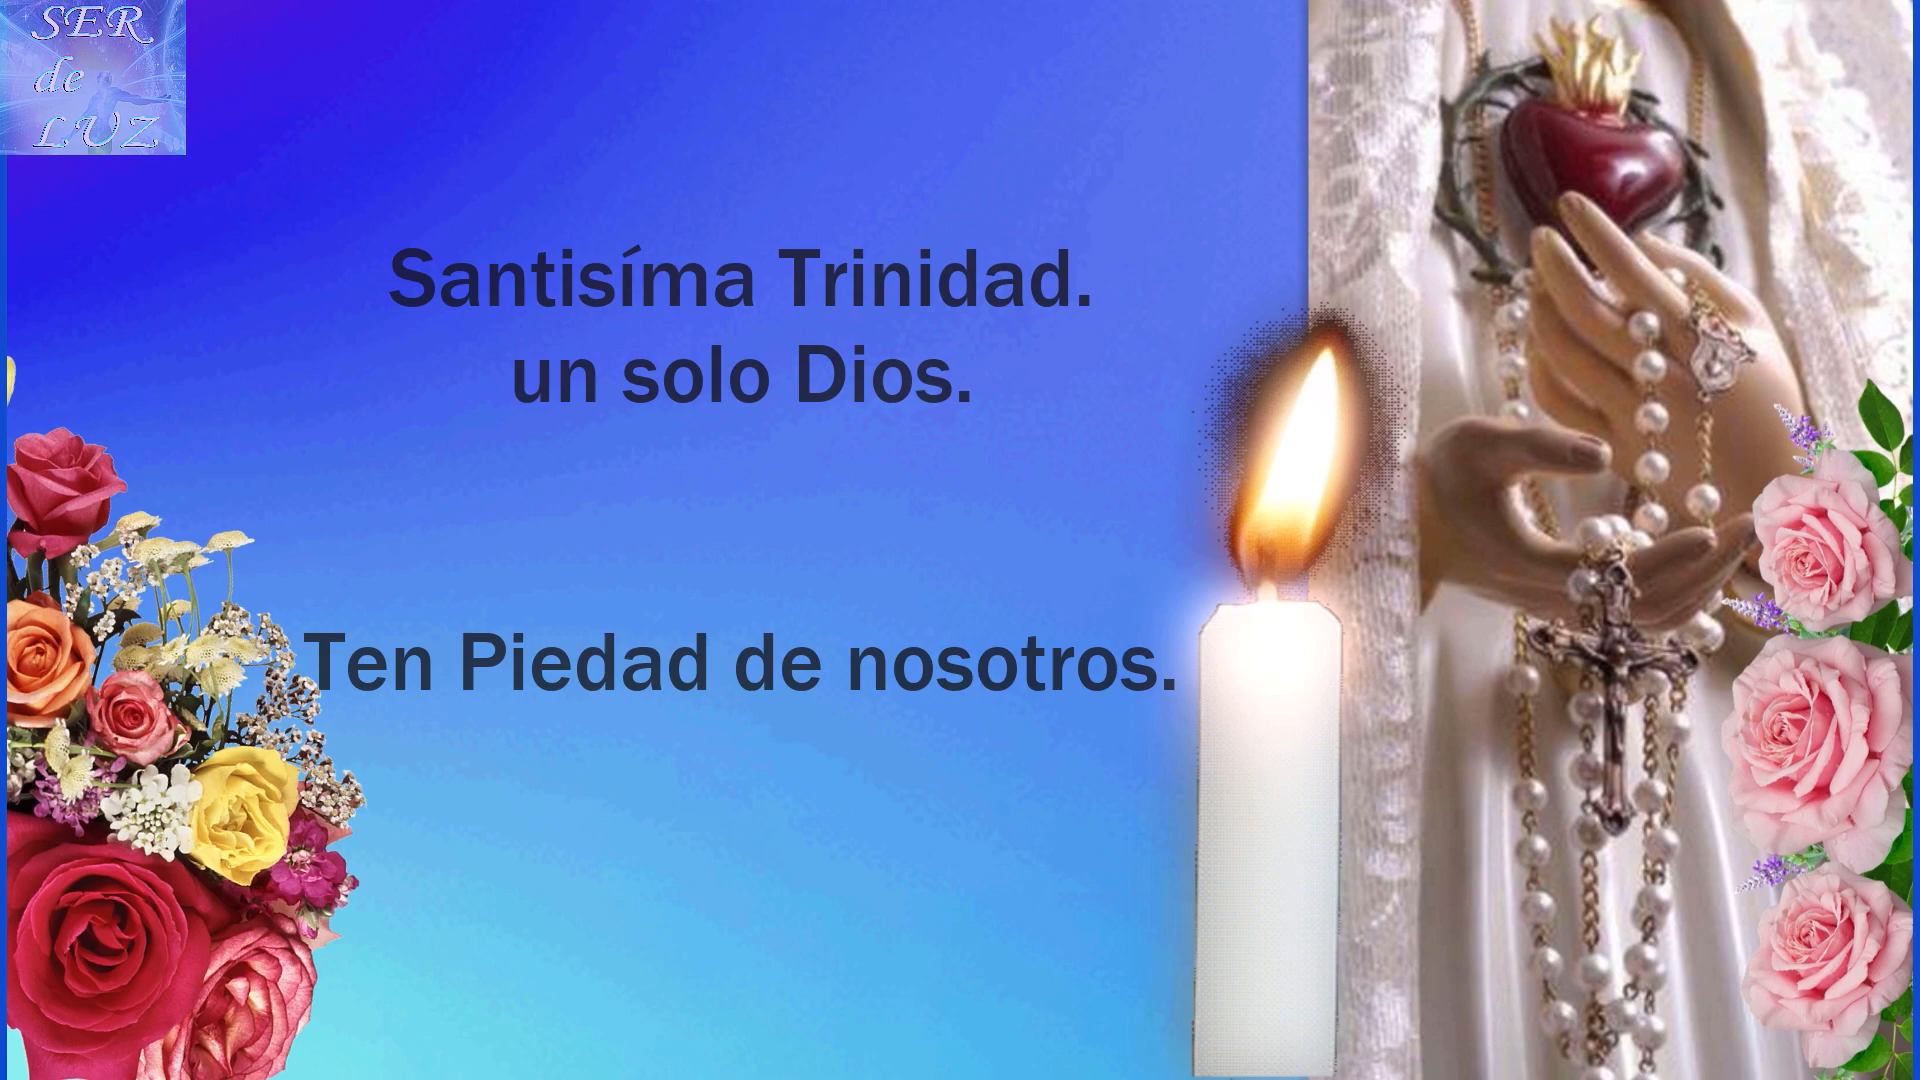 SER
de
LUZ
Santisíma Trinidad.
un solo Dios.
Ten Piedad de nosotros.